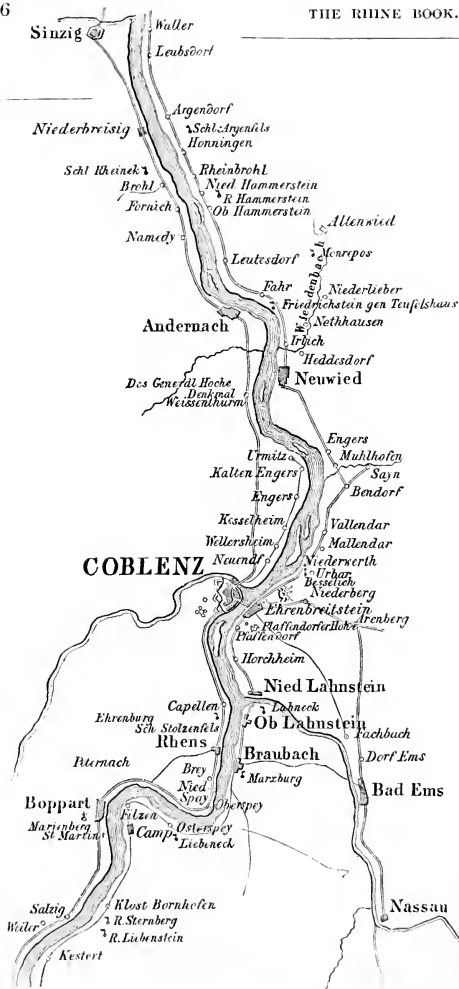 6
THE RHINE BOOK.
Sinzig
Waller
Leubsdorf
Argendorf
Schl: Argenfels
Niederbreisig
Honningen
Schl Rheinek
Rheinbrohl
Brohl
Nied Hammerstein
R Hammerstein
Fornich
Ob Hammerstein
Altenwied
Namedy
Monrepos
Leutesdorf
Wiedenbach
Fahr
Niederlieber
Friedrichstein gen Teufelshaus
Andernach
Nethhausen
Irlich
Heddesdorf
Neuwied
Des General Hoche
Denkmal
Weissenthurm
Engers
Urmitz
Muhlhofen
Kalten Engers
Sayn
Bendorf
Engers
Kesselheim
Vallendar
Wellersheim
Mallendar
Neuendf
Niederwerth
COBLENZ
Urbar
Besselich
Niederberg
Ehrenbreitstein
Arenberg
Pfaffendorfer Hohe
Pfaffendorf
Horchheim
Nied Lahnstein
Capellen
Lahneck
Ehrenburg
Ob Lahnstein
Sch Stolzenfels
Fachbuch
Rhens
Peternach
Braubach
Dorf Ems
Brey
Marxburg
Nied
Spay
Bad Ems
Boppart
Oberspey
Filzen
Marienberg
Osterspey
St Martins
Camp
Liebeneck
Salzig
Klost Bornhofen
Nassau
Weiler
R. Sternberg
R. Liebenstein
Kestert